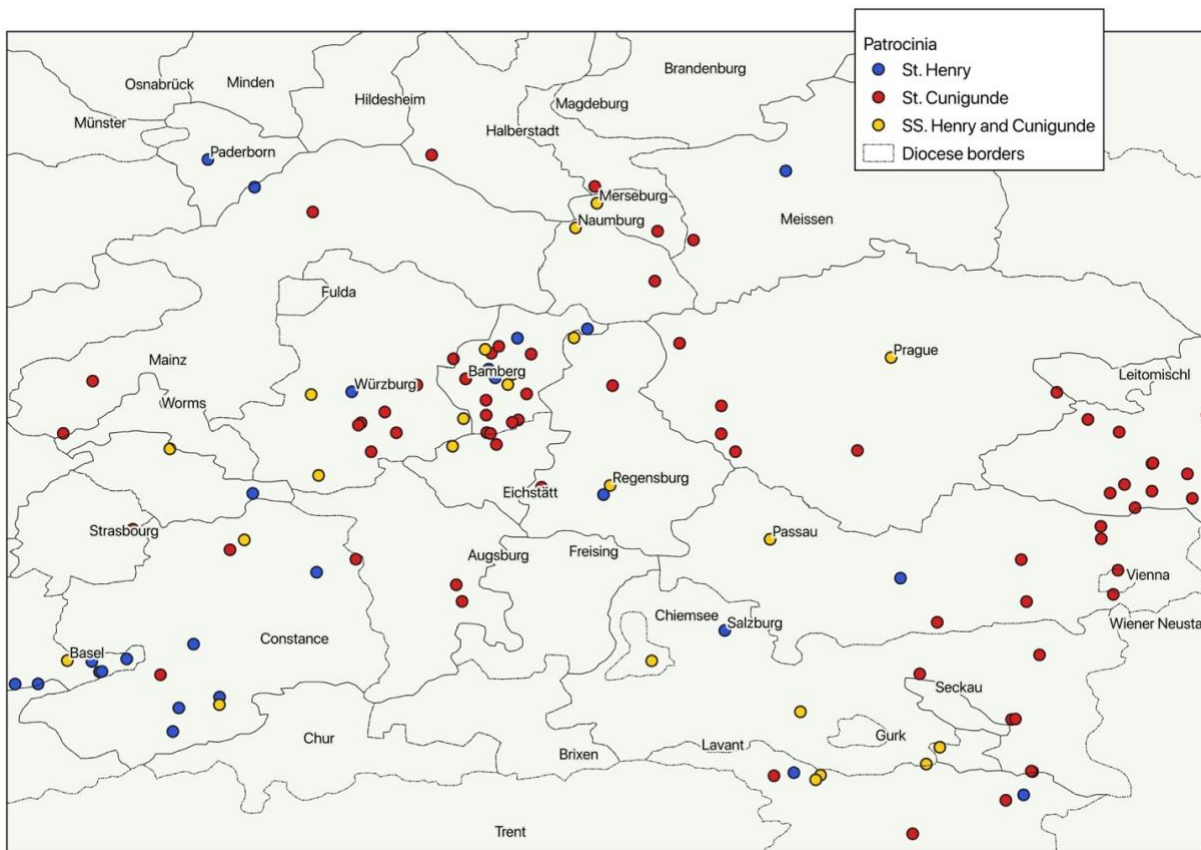 Patrocinia
St. Henry
St. Cunigunde
SS. Henry and Cunigunde
Diocese borders
Brandenburg
Osnabrück
Minden
Hildesheim
Magdeburg
Münster
Halberstadt
Paderborn
Merseburg
Naumburg
Meissen
Fulda
Mainz
Prague
Bamberg
Leitomischl
Würzburg
Worms
Regensburg
Eichstätt
Strasbourg
Passau
Augsburg
Freising
Vienna
Chiemsee
Salzburg
Wiener Neusta
Constance
Basel
Seckau
Chur
Gurk
Lavant
Brixen
Trent